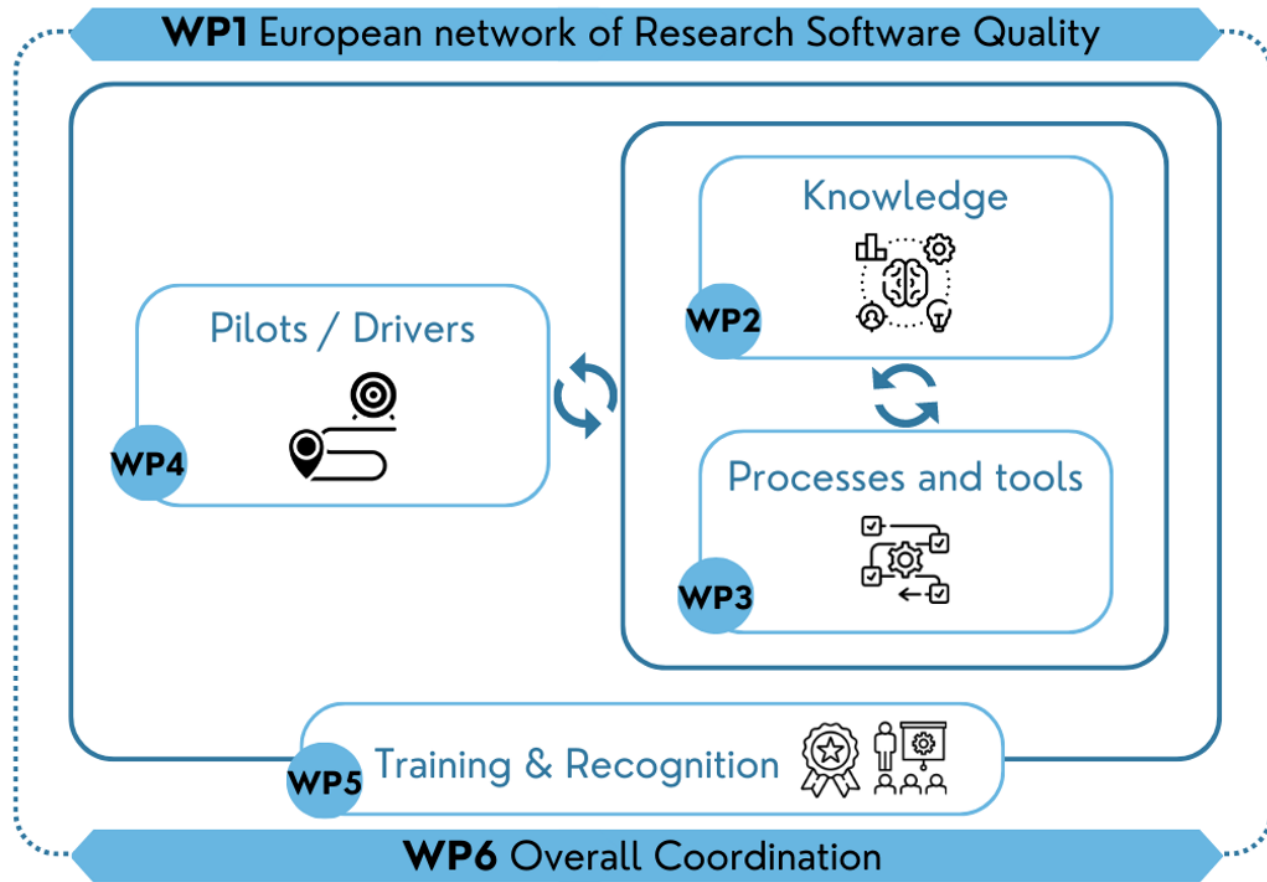 WP1 European network of Research Software Quality
Knowledge
WP2
Pilots / Drivers
WP4
Processes and tools
WP3
Training & Recognition
WP5
WP6 Overall Coordination